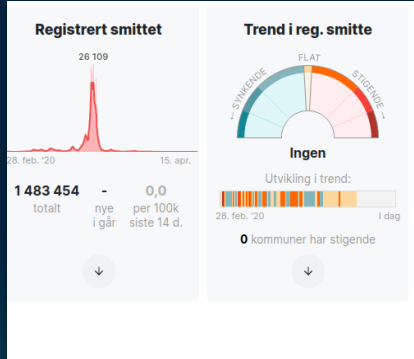 Registrert smittet
26 109
28. feb. '20
15. apr.
1 483 454
totalt
-
nye
i går
0,0
per 100k
siste 14 d.
Trend i reg. smitte
FLAT
← SYNKENDE
STIGENDE →
Ingen
Utvikling i trend:
28. feb. '20
I dag
0 kommuner har stigende